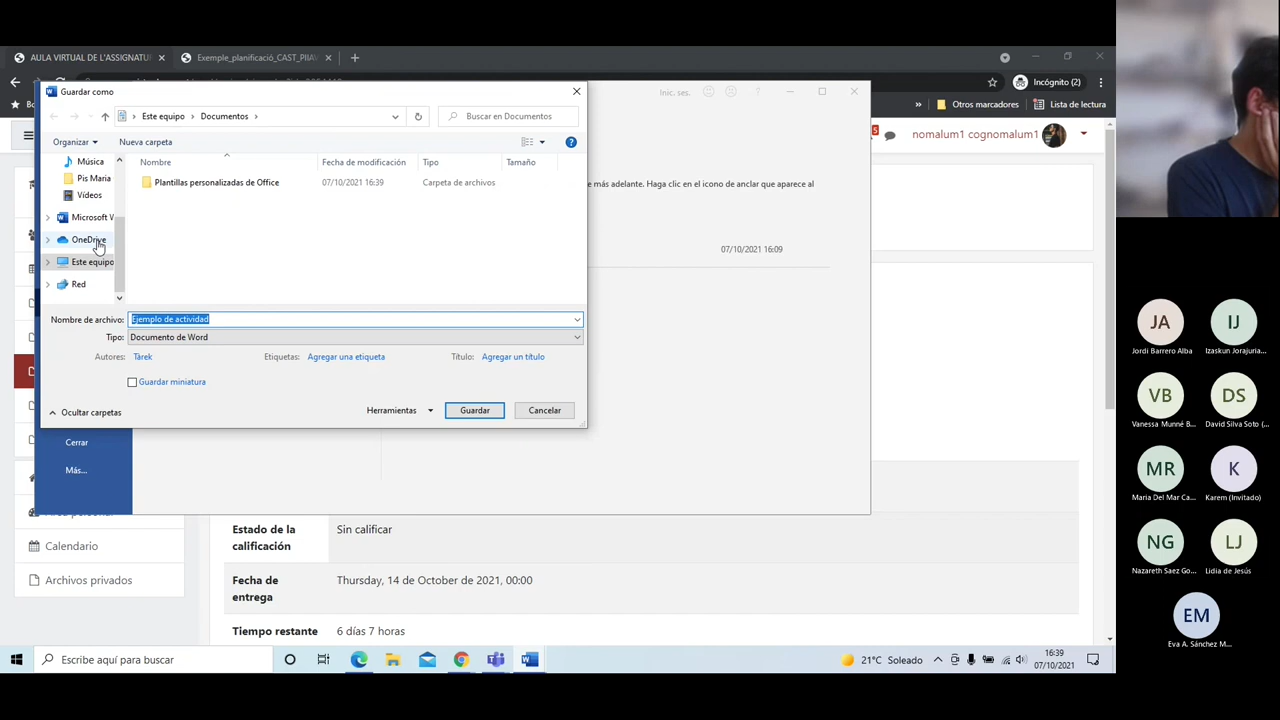 AULA VIRTUAL DE L'ASSIGNATU
Exemple_planificació_CAST_PIIAV
Incógnito (2)
Otros marcadores
Lista de lectura
Guardar como
Inic. ses.
Este equipo > Documentos >
Buscar en Documentos
Organizar
Nueva carpeta
nomalum1 cognomalum1
Música
Pis Maria
Vídeos
Microsoft W
OneDrive
Este equipo
Red
Nombre
Fecha de modificación
Tipo
Tamaño
Plantillas personalizadas de Office
07/10/2021 16:39
Carpeta de archivos
e más adelante. Haga clic en el icono de anclar que aparece al
07/10/2021 16:09
Nombre de archivo: Ejemplo de actividad
Tipo: Documento de Word
Autores: Tarek
Etiquetas: Agregar una etiqueta
Título: Agregar un título
Guardar miniatura
Ocultar carpetas
Herramientas
Guardar
Cancelar
Cerrar
Más...
Calendario
Archivos privados
Estado de la calificación
Sin calificar
Fecha de entrega
Thursday, 14 de October de 2021, 00:00
Tiempo restante
6 días 7 horas
Escribe aquí para buscar
21°C Soleado
16:39
07/10/2021
JA
Jordi Barrero Alba
IJ
Izaskun Jorajuria...
VB
Vanessa Munné B...
DS
David Silva Soto (...
MR
Maria Del Mar Ca...
K
Karem (Invitado)
NG
Nazareth Saez Go...
LJ
Lidia de Jesús
EM
Eva A. Sánchez M...